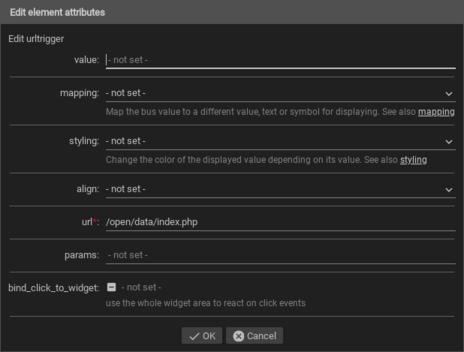 Edit element attributes
Edit urltrigger
value: - not set -
mapping: - not set -
Map the bus value to a different value, text or symbol for displaying. See also mapping
styling: - not set -
Change the color of the displayed value depending on its value. See also styling
align: - not set -
url*: /open/data/index.php
params: - not set -
bind_click_to_widget: - not set -
use the whole widget area to react on click events
OK Cancel